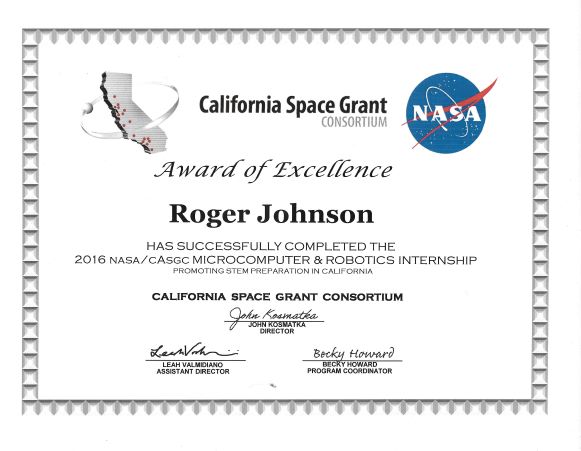 California Space Grant
CONSORTIUM
NASA
Award of Excellence
Roger Johnson
HAS SUCCESSFULLY COMPLETED THE
2016 NASA/CASGC MICROCOMPUTER & ROBOTICS INTERNSHIP
PROMOTING STEM PREPARATION IN CALIFORNIA
CALIFORNIA SPACE GRANT CONSORTIUM
John Kosmatka
JOHN KOSMATKA
DIRECTOR
LEAH VALMIDIANO
ASSISTANT DIRECTOR
Becky Howard
BECKY HOWARD
PROGRAM COORDINATOR